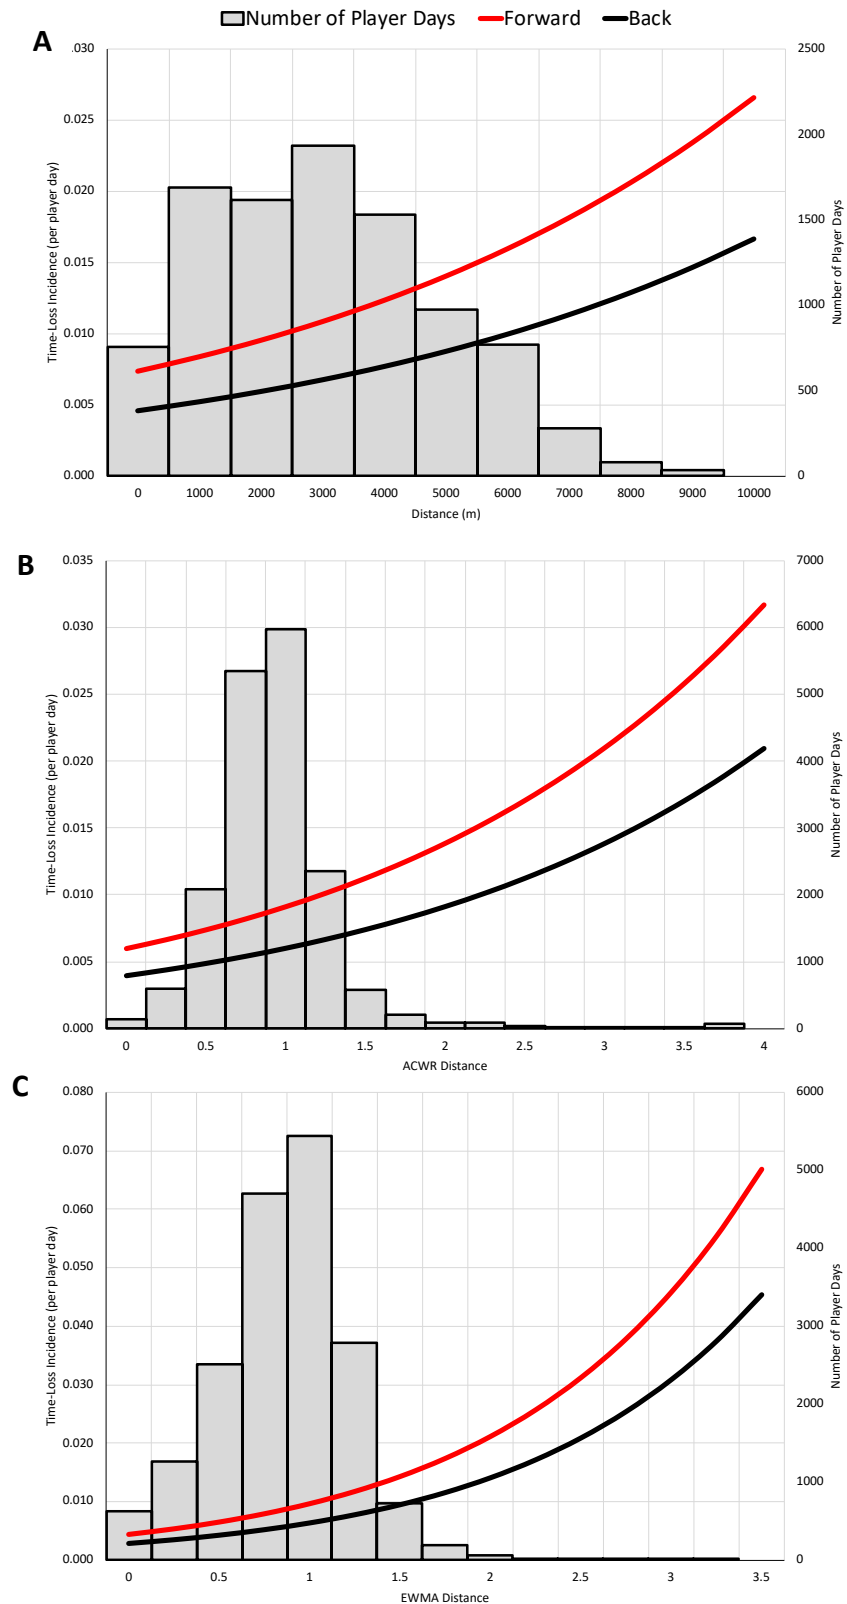 Number of Player Days Forward Back
A
.030
0.025
0.020
0.015
0.010
0.005
0.000
Time-Loss Incidence (per player day)
2500
2000
1500
1000
500
0
Number of Player Days
0 1000 2000 3000 4000 5000 6000 7000 8000 9000 10000
Distance (m)
B
0.035
0.030
0.025
0.020
0.015
0.010
0.005
0.000
Time-Loss Incidence (per player day)
7000
6000
5000
4000
3000
2000
1000
0
Number of Player Days
0 0.5 1 1.5 2 2.5 3 3.5 4
ACWR Distance
C
0.080
0.070
0.060
0.050
0.040
0.030
0.020
0.010
0.000
Time-Loss Incidence (per player day)
6000
5000
4000
3000
2000
1000
0
Number of Player Days
0 0.5 1 1.5 2 2.5 3 3.5
EWMA Distance